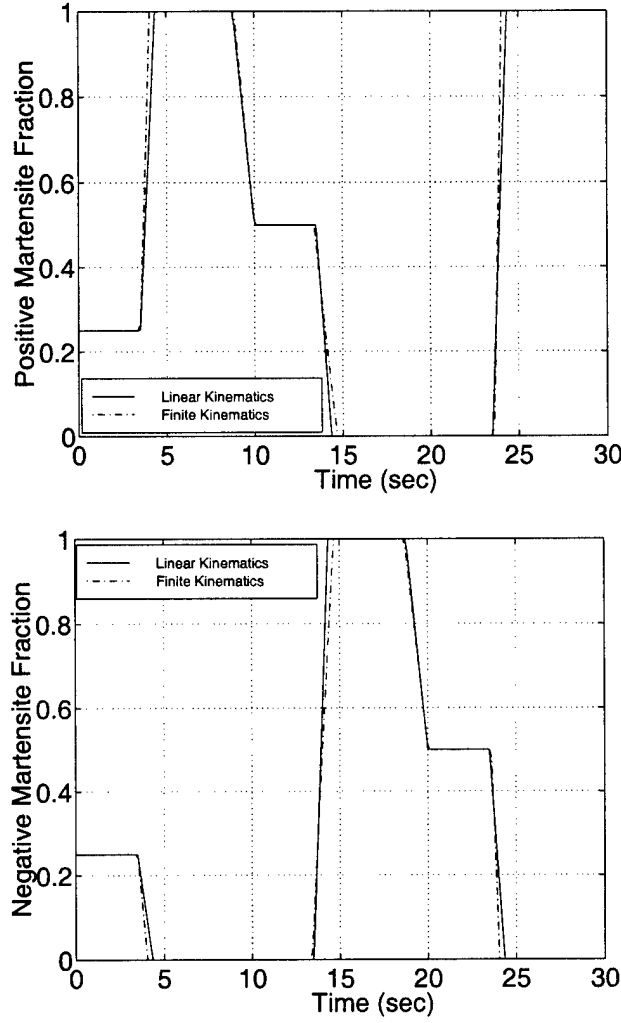 Positive Martensite Fraction
1
0.8
0.6
0.4
0.2
0
Linear Kinematics
Finite Kinematics
0 5 10 15 20 25 30
Time (sec)
Negative Martensite Fraction
1
0.8
0.6
0.4
0.2
0
Linear Kinematics
Finite Kinematics
0 5 10 15 20 25 30
Time (sec)